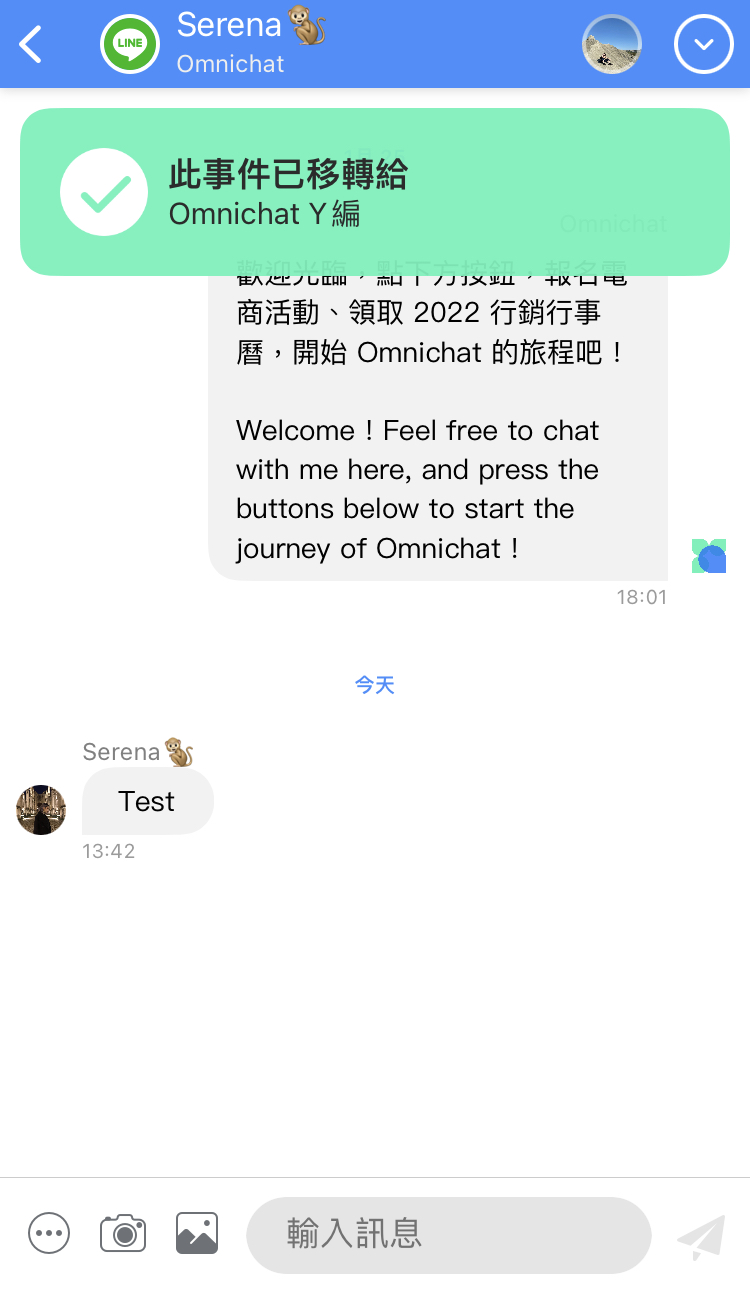 LINE
Serena🐒
Omnichat
此事件已移轉給
Omnichat Y編
Omnichat
歡迎光臨，點下方按鈕，報名電
商活動、領取 2022 行銷行事
曆，開始 Omnichat 的旅程吧！
Welcome！Feel free to chat
with me here, and press the
buttons below to start the
journey of Omnichat！
18:01
今天
Serena🐒
Test
13:42
輸入訊息